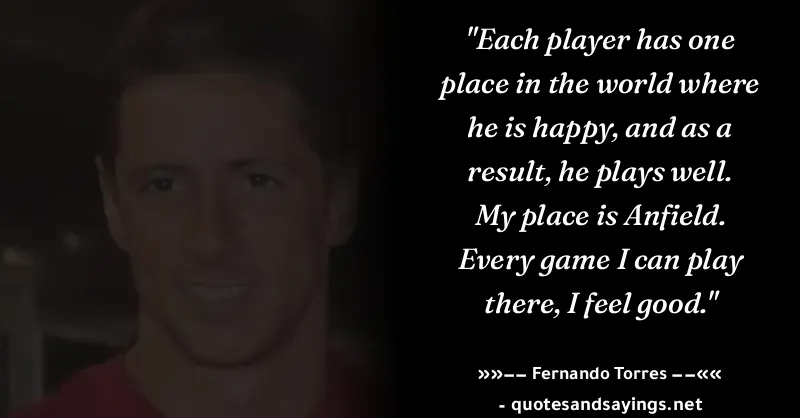 "Each player has one
place in the world where
he is happy, and as a
result, he plays well.
My place is Anfield.
Every game I can play
there, I feel good."
»»−− Fernando Torres −−««
- quotesandsayings.net